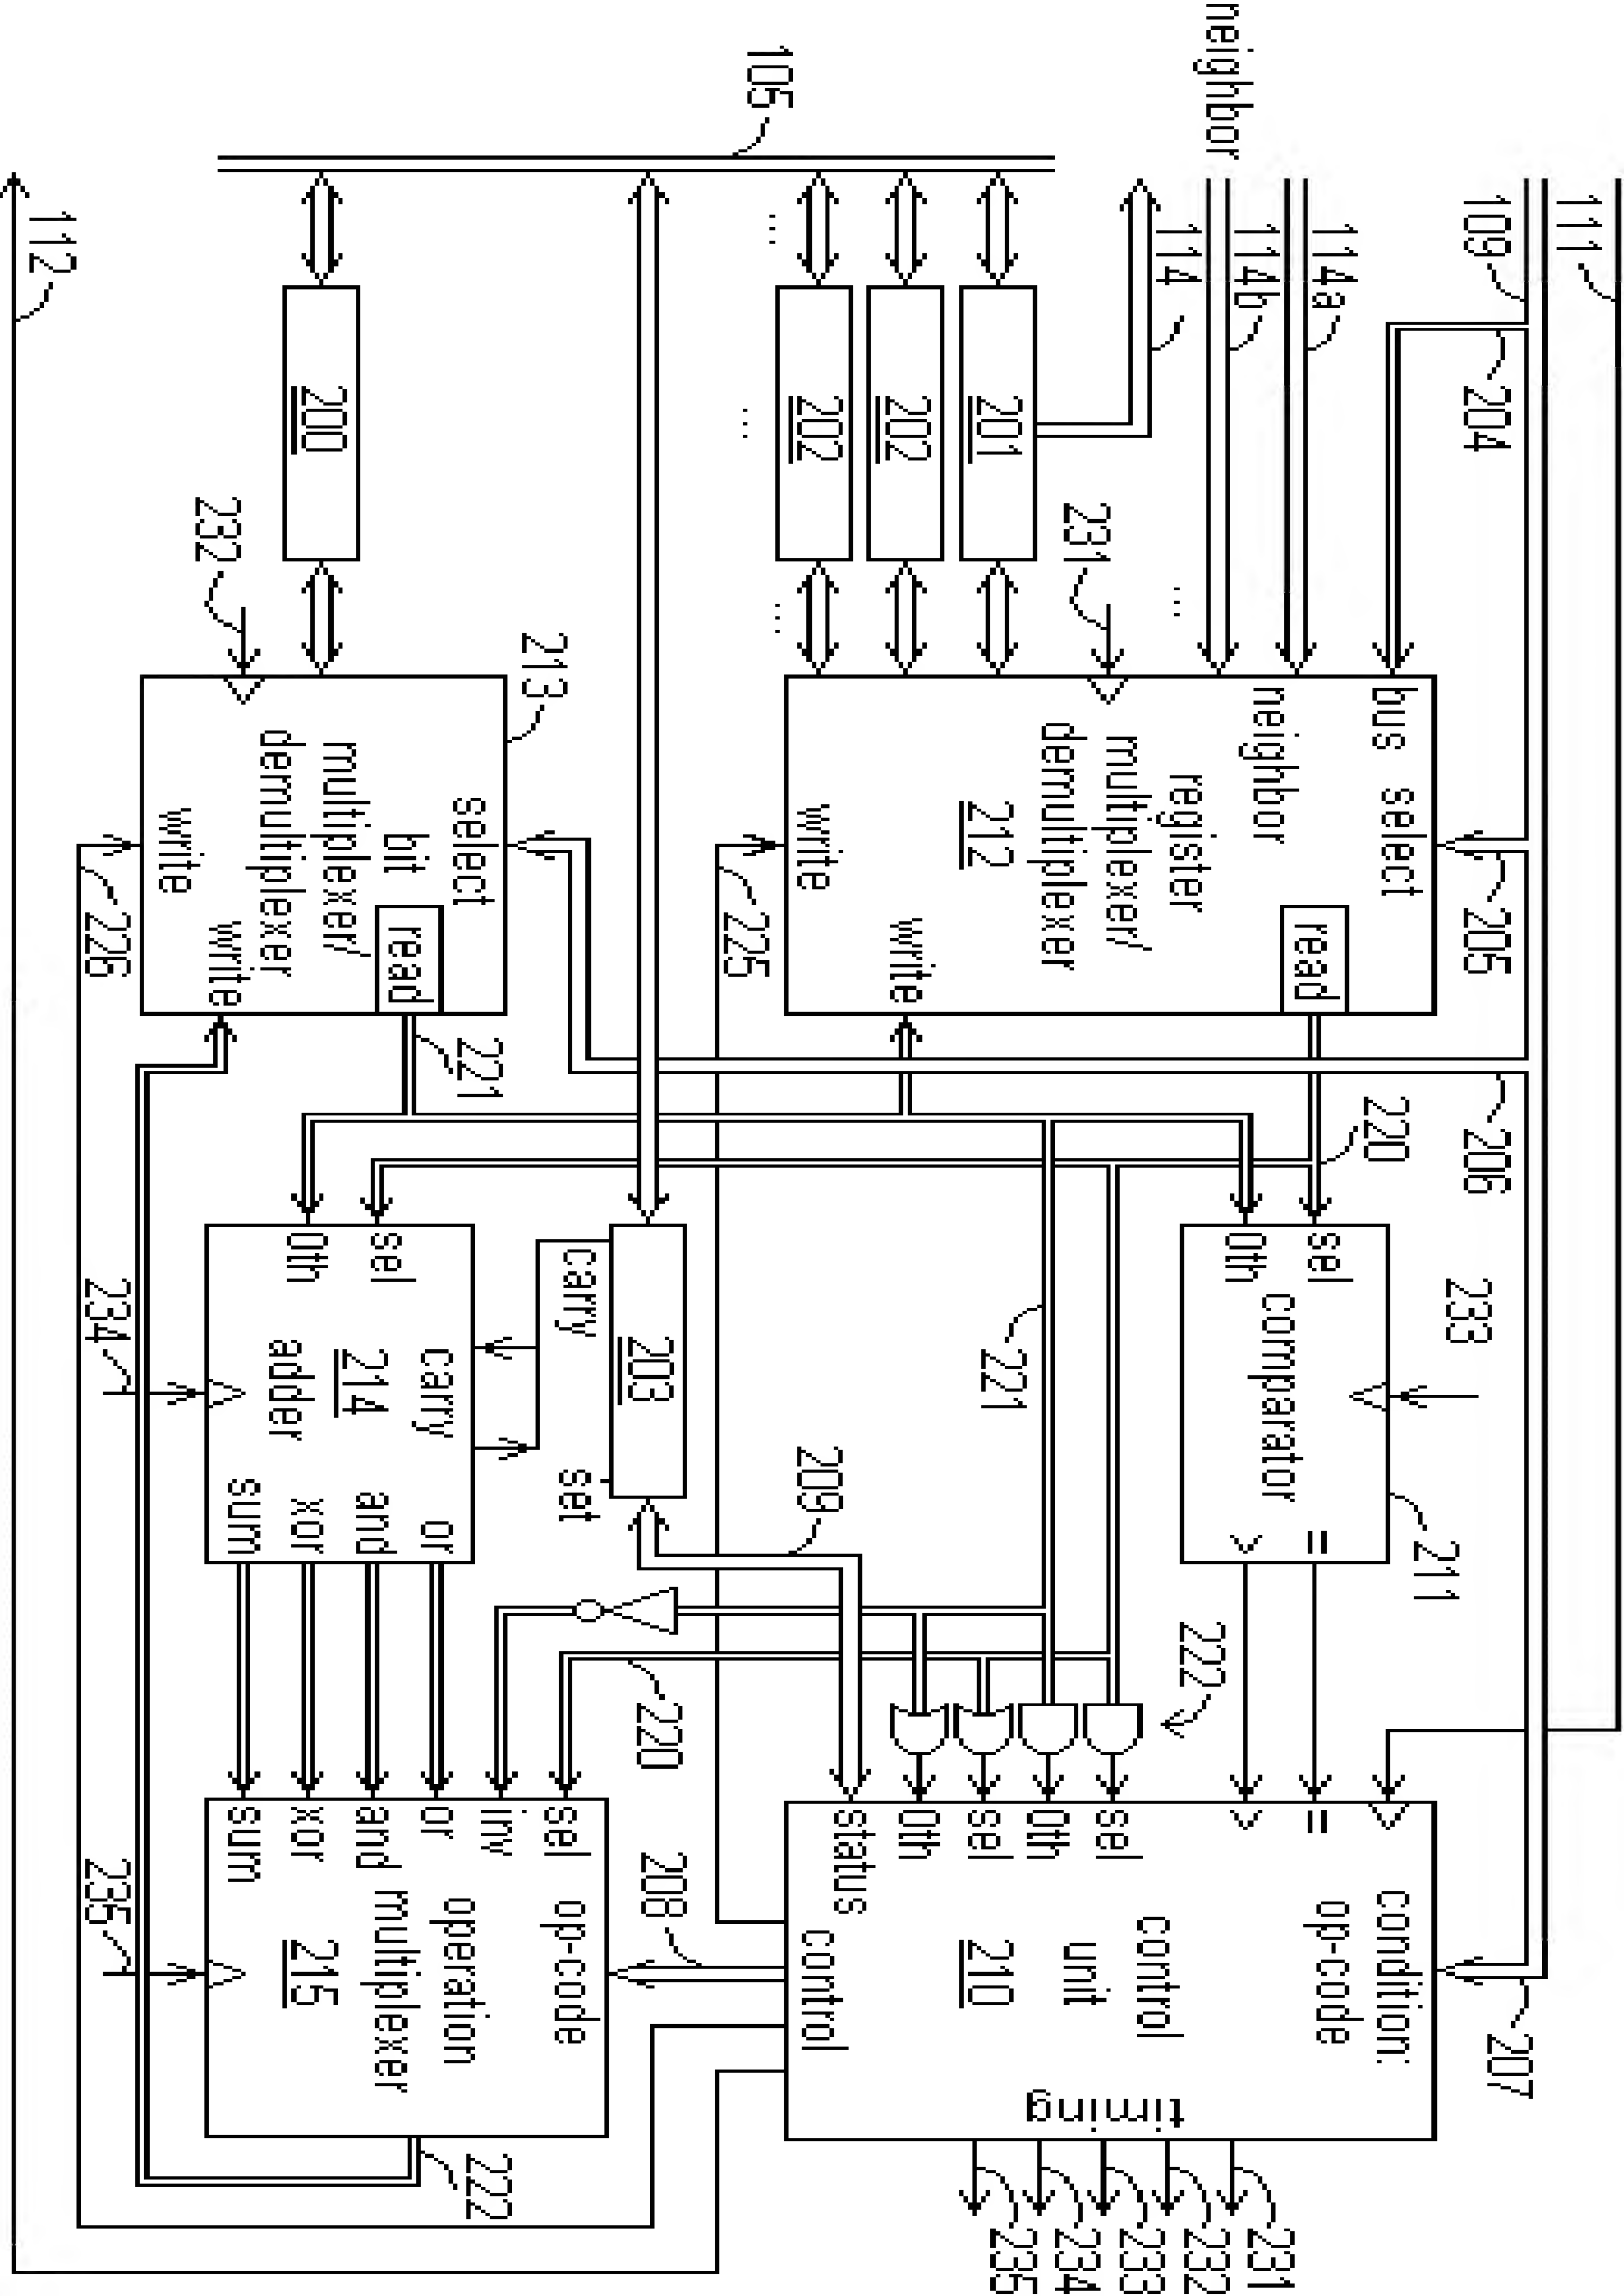 111
109
204
205
206
207
neighbor
114a
114b
114
...
105
201
202
202
...
...
200
231
232
112
bus select
neighbor
register
multiplexer/
212
demultiplexer
write
read
write
225
213
select
bit
multiplexer/
demultiplexer
write
read
write
226
220
221
233
sel
0th
comparator
=
>
211
221
203
carry
set
209
sel
0th
carry
214
adder
or
and
xor
sum
234
222
220
condition:
op-code
=
>
sel
0th
sel
0th
status
control
unit
210
control
timing
231
232
233
234
235
208
sel
inv
or
and
xor
sum
op-code
operation
multiplexer
215
235
222